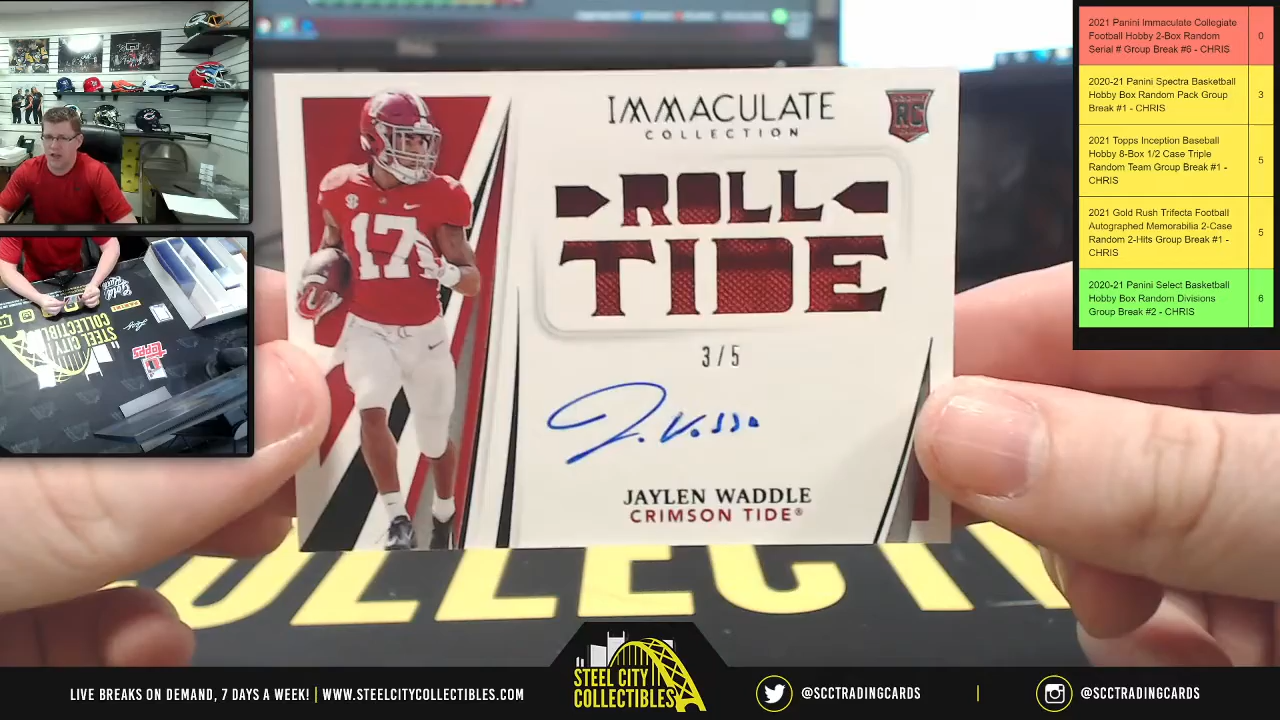 IMMACULATE
COLLECTION
RC
ROLL
TIDE
17
3/5
JAYLEN WADDLE
CRIMSON TIDE®
2021 Panini Immaculate Collegiate
Football Hobby 2-Box Random
Serial # Group Break #6 - CHRIS
0
2020-21 Panini Spectra Basketball
Hobby Box Random Pack Group
Break #1 - CHRIS
3
2021 Topps Inception Baseball
Hobby 8-Box 1/2 Case Triple
Random Team Group Break #1 -
CHRIS
5
2021 Gold Rush Trifecta Football
Autographed Memorabilia 2-Case
Random 2-Hits Group Break #1 -
CHRIS
5
2020-21 Panini Select Basketball
Hobby Box Random Divisions
Group Break #2 - CHRIS
6
STEEL CITY
COLLECTIBLES
topps
COLLECTI
LIVE BREAKS ON DEMAND, 7 DAYS A WEEK! | WWW.STEELCITYCOLLECTIBLES.COM
STEEL CITY
COLLECTIBLES
@SCCTRADINGCARDS | @SCCTRADINGCARDS